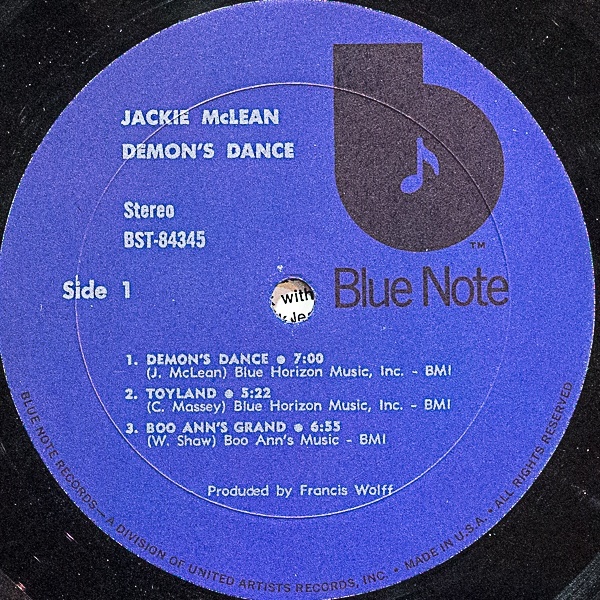 JACKIE McLEAN
DEMON'S DANCE
Stereo
BST-84345
Side 1
b
TM
Blue Note
with
1. DEMON'S DANCE ● 7:00
(J. McLean) Blue Horizon Music, Inc. - BMI
2. TOYLAND ● 5:22
(C. Massey) Blue Horizon Music, Inc. - BMI
3. BOO ANN'S GRAND ● 6:55
(W. Shaw) Boo Ann's Music - BMI
Produced by Francis Wolff
BLUE NOTE RECORDS — A DIVISION OF UNITED ARTISTS RECORDS, INC. • MADE IN U.S.A. • ALL RIGHTS RESERVED